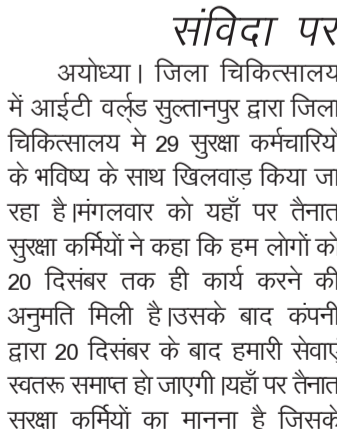 संविदा पर
अयोध्या। जिला चिकित्सालय
में आईटी वर्ल्ड सुल्तानपुर द्वारा जिला
चिकित्सालय मे 29 सुरक्षा कर्मचारियो
के भविष्य के साथ खिलवाड़ किया जा
रहा है।मंगलवार को यहाँ पर तैनात
सुरक्षा कर्मियों ने कहा कि हम लोगों को
20 दिसंबर तक ही कार्य करने की
अनुमति मिली है।उसके बाद कंपनी
द्वारा 20 दिसंबर के बाद हमारी सेवाएं
स्वतरू समाप्त हो जाएगी।यहाँ पर तैनात
सुरक्षा कर्मियों का मानना है जिसके